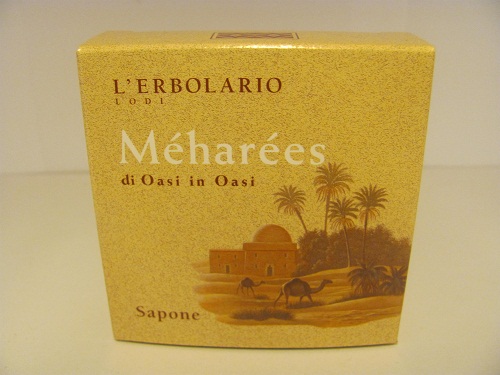 L'ERBOLARIO
LODI
Méharées
di Oasi in Oasi
Sapone